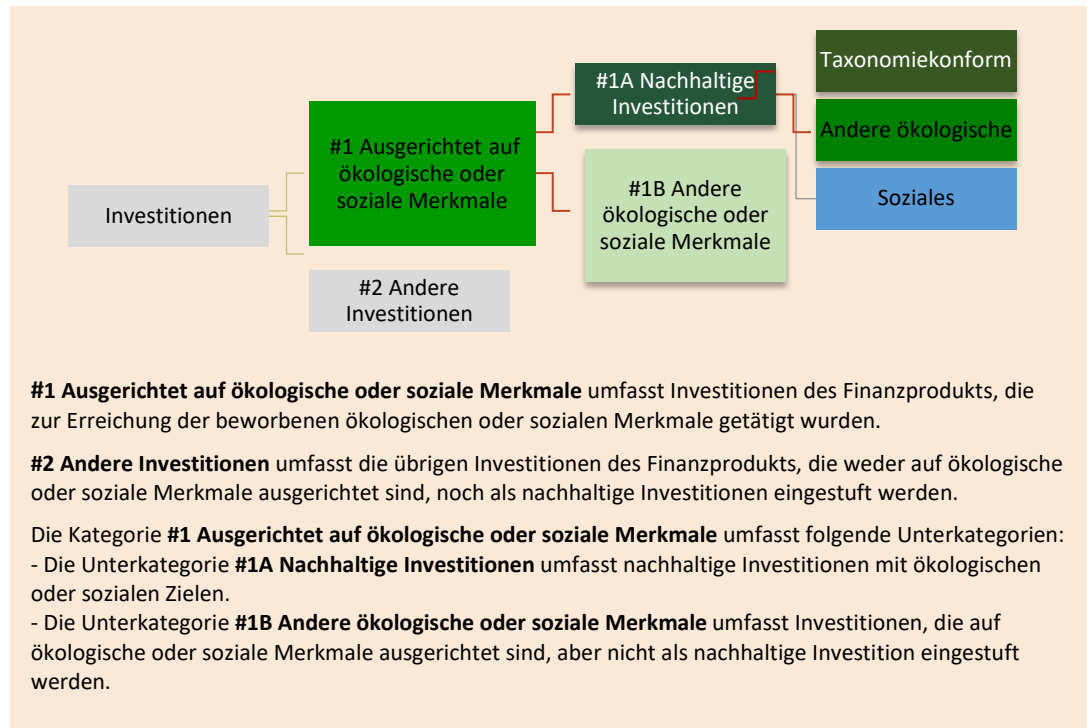 Taxonomiekonform
#1A Nachhaltige
Investitionen
Andere ökologische
#1 Ausgerichtet auf
ökologische oder
soziale Merkmale
#1B Andere
ökologische oder
soziale Merkmale
Soziales
Investitionen
#2 Andere
Investitionen
#1 Ausgerichtet auf ökologische oder soziale Merkmale umfasst Investitionen des Finanzprodukts, die
zur Erreichung der beworbenen ökologischen oder sozialen Merkmale getätigt wurden.
#2 Andere Investitionen umfasst die übrigen Investitionen des Finanzprodukts, die weder auf ökologische
oder soziale Merkmale ausgerichtet sind, noch als nachhaltige Investitionen eingestuft werden.
Die Kategorie #1 Ausgerichtet auf ökologische oder soziale Merkmale umfasst folgende Unterkategorien:
- Die Unterkategorie #1A Nachhaltige Investitionen umfasst nachhaltige Investitionen mit ökologischen
oder sozialen Zielen.
- Die Unterkategorie #1B Andere ökologische oder soziale Merkmale umfasst Investitionen, die auf
ökologische oder soziale Merkmale ausgerichtet sind, aber nicht als nachhaltige Investition eingestuft
werden.